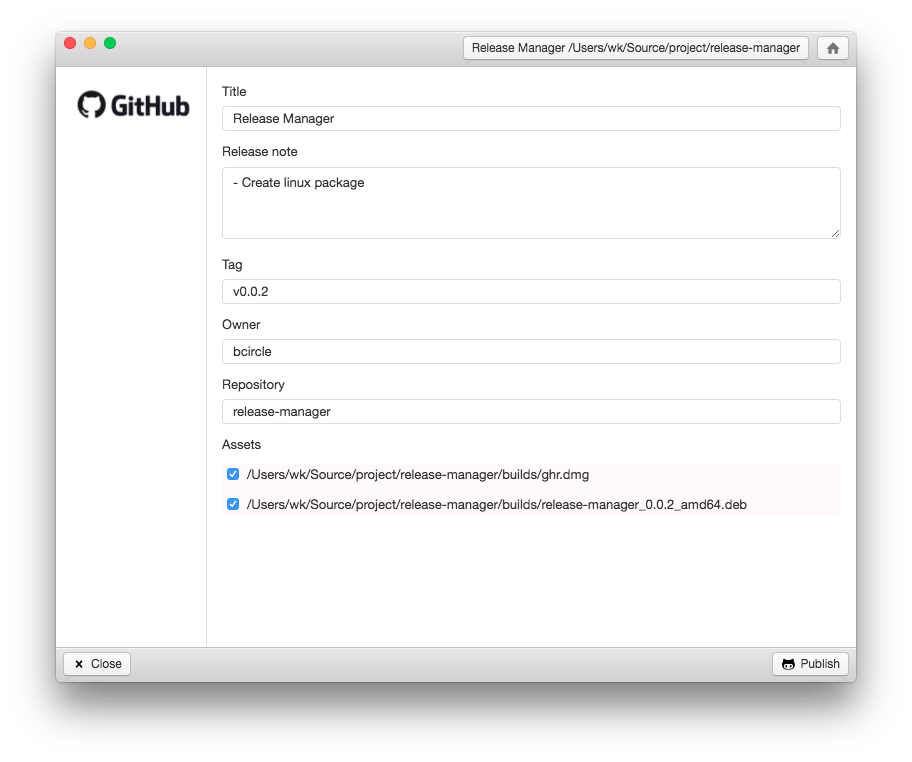 Release Manager /Users/wk/Source/project/release-manager
GitHub
Title
Release Manager
Release note
- Create linux package
Tag
v0.0.2
Owner
bcircle
Repository
release-manager
Assets
/Users/wk/Source/project/release-manager/builds/ghr.dmg
/Users/wk/Source/project/release-manager/builds/release-manager_0.0.2_amd64.deb
Close
Publish